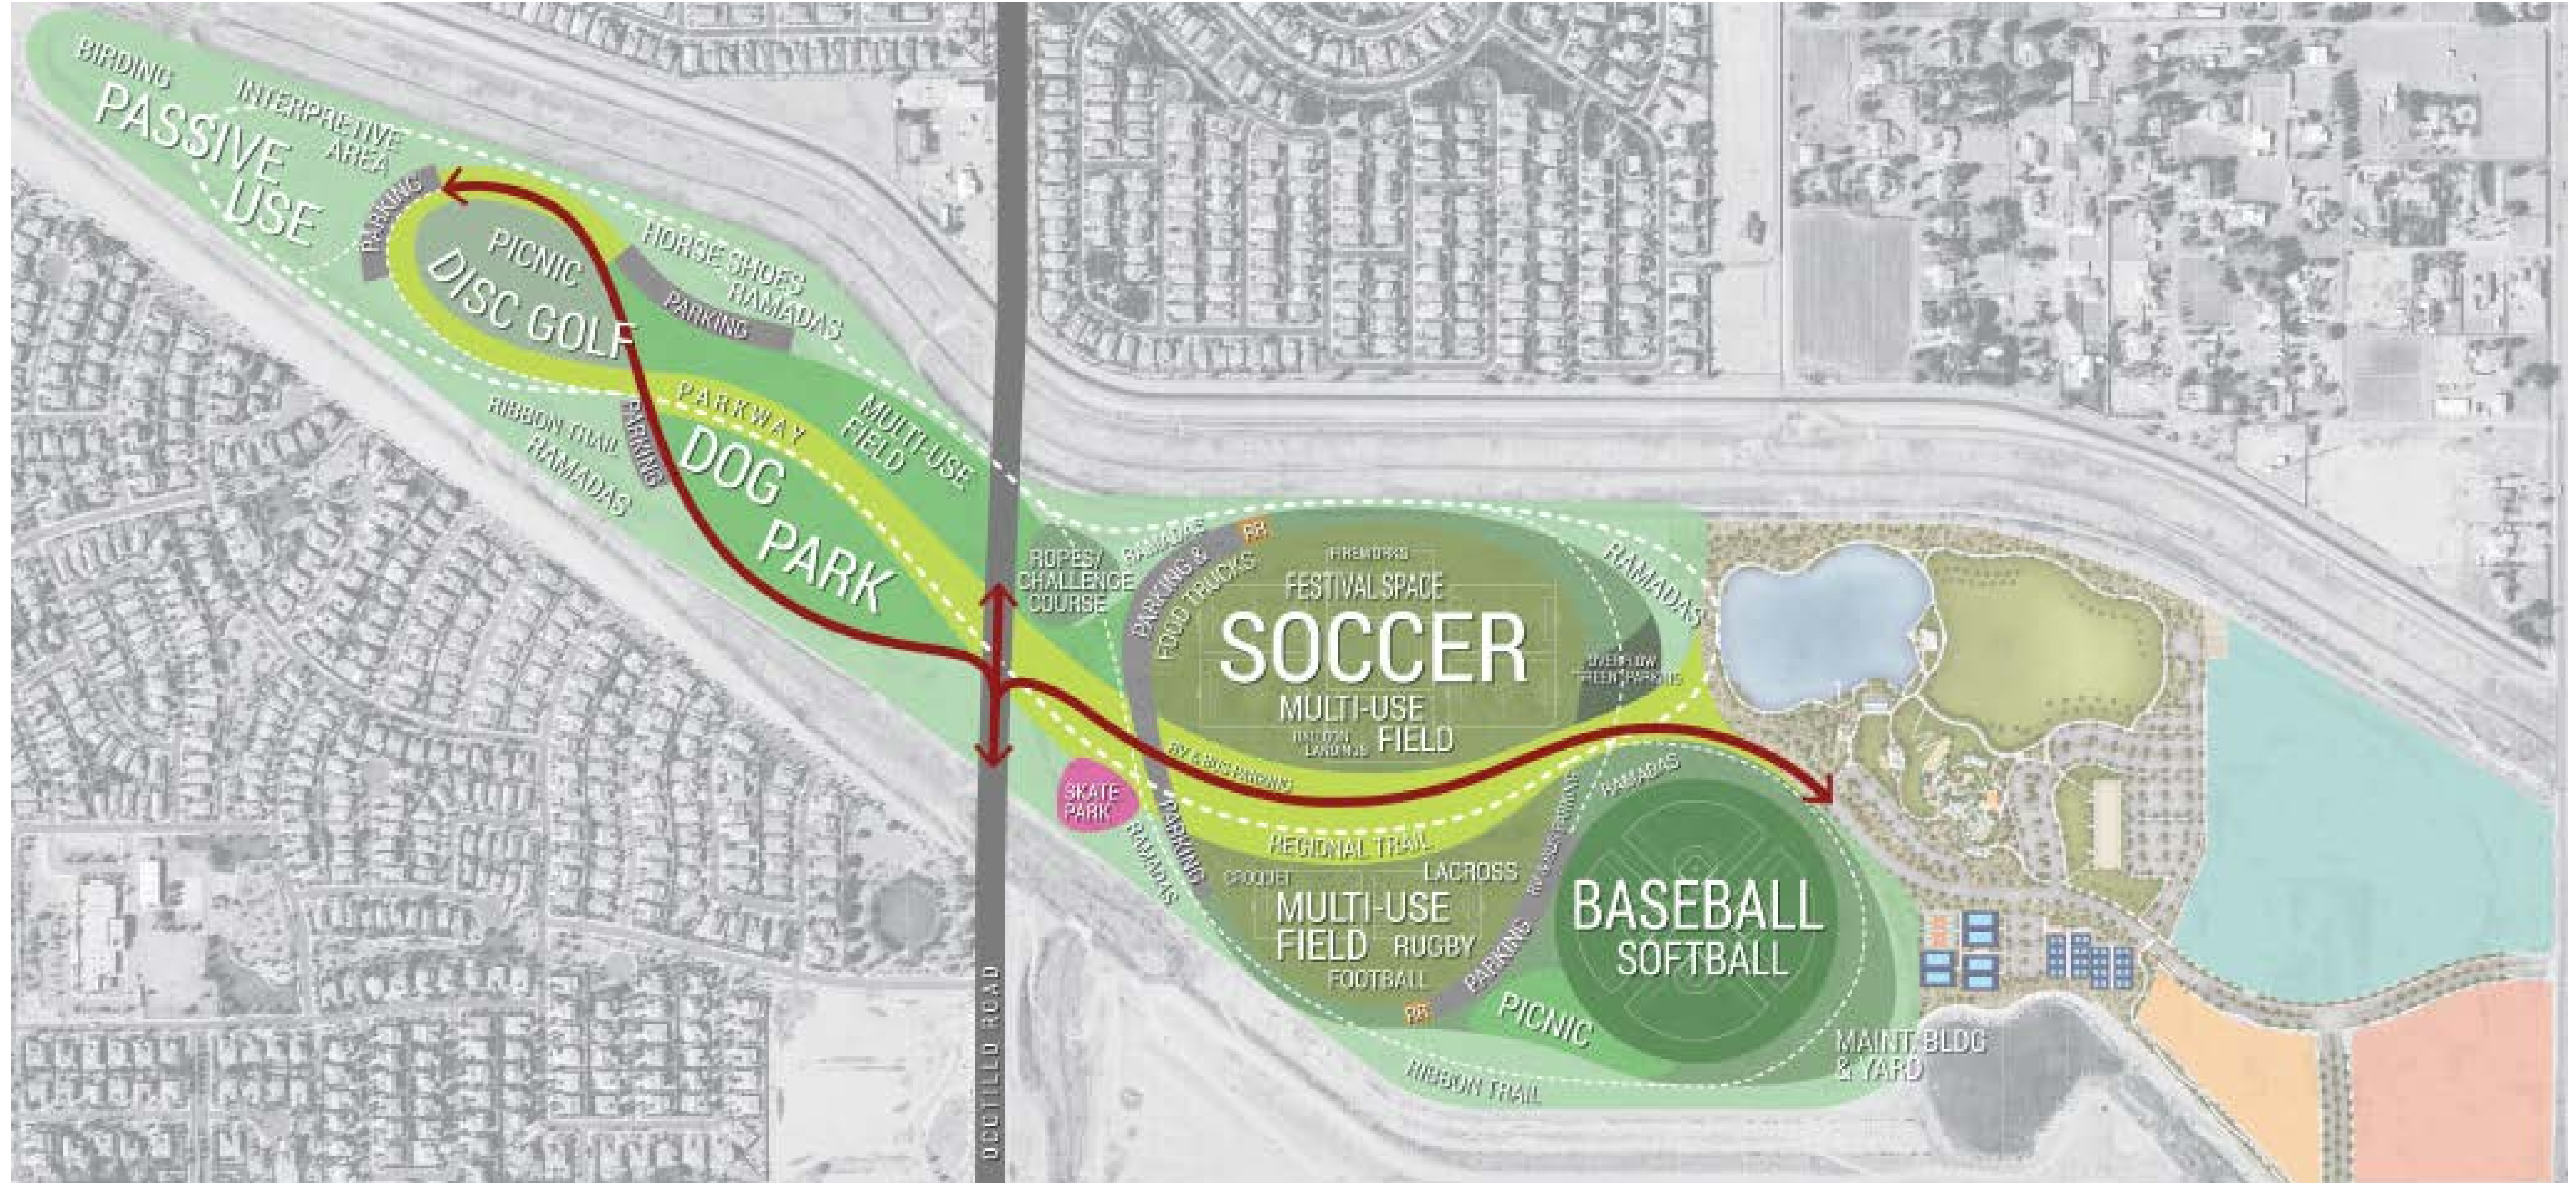 BIRDING
PASSIVE
USE
INTERPRETIVE
AREA
PARKING
PICNIC
DISC GOLF
HORSE SHOES
RAMADAS
PARKING
PARKWAY
MULTI-USE
FIELD
RIBBON TRAIL
RAMADAS
PARKING
DOG
PARK
ROPES/
CHALLENCE
COURSE
RAMADAS
PARKING &
FOOD TRUCKS
RR
FIREWORKS
FESTIVAL SPACE
SOCCER
MULTI-USE
FIELD
BALLOON
LANDINGS
RAMADAS
OVERFLOW
GREEN PARKING
RV & BUS PARKING
SKATE
PARK
RAMADAS
PARKING
REGIONAL TRAIL
CROQUET
LACROSS
MULTI-USE
FIELD
RUGBY
FOOTBALL
RR
PARKING
RAMADAS
BASEBALL
SOFTBALL
PICNIC
RIBBON TRAIL
MAINT. BLDG
& YARD
OCOTILLO ROAD